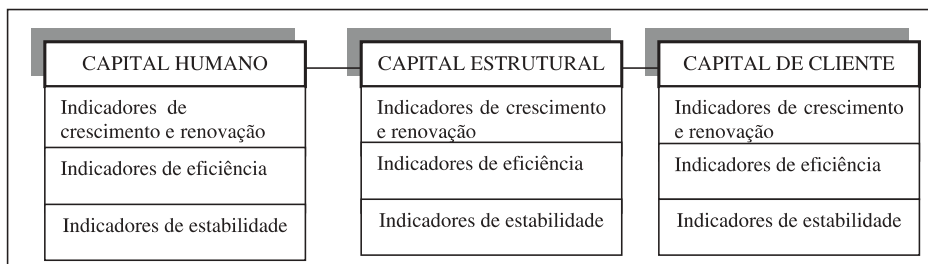 CAPITAL HUMANO
Indicadores de
crescimento e renovação
Indicadores de eficiência
Indicadores de estabilidade
CAPITAL ESTRUTURAL
Indicadores de crescimento
e renovação
Indicadores de eficiência
Indicadores de estabilidade
CAPITAL DE CLIENTE
Indicadores de crescimento
e renovação
Indicadores de eficiência
Indicadores de estabilidade